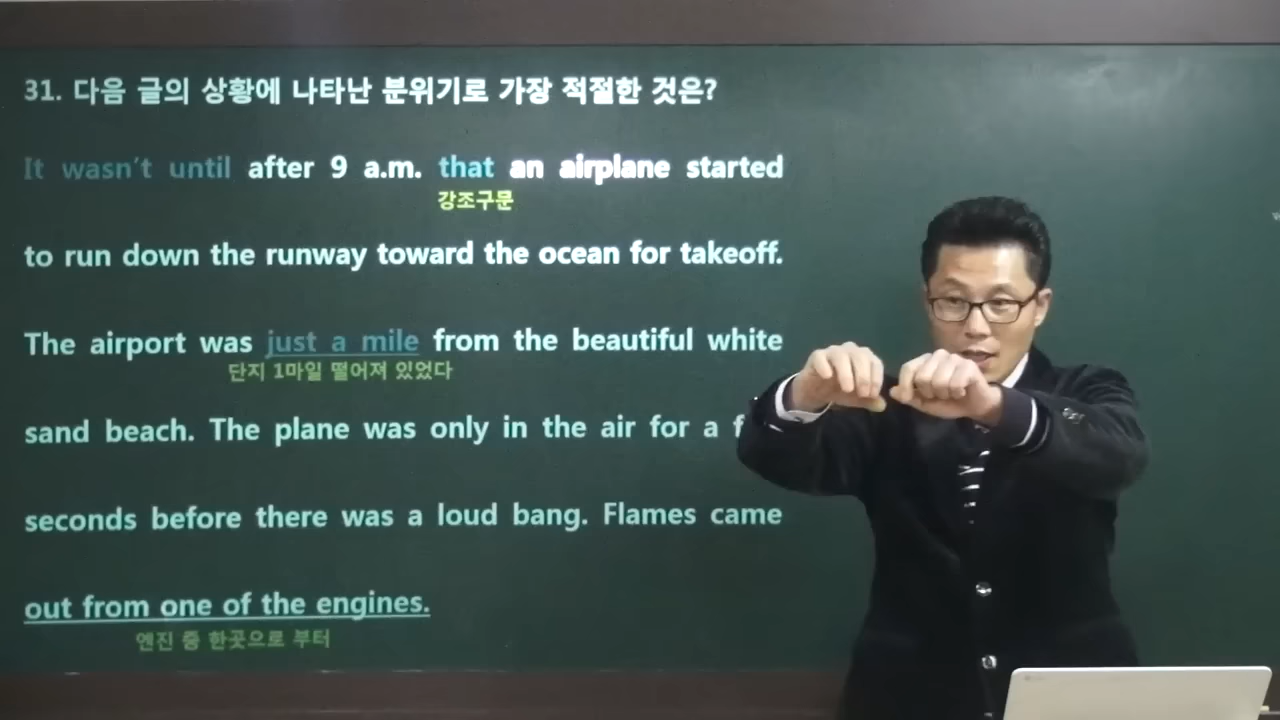 31. 다음 글의 상황에 나타난 분위기로 가장 적절한 것은?
It wasn't until after 9 a.m. that an airplane started
강조구문
to run down the runway toward the ocean for takeoff.
The airport was just a mile from the beautiful white
단지 1마일 떨어져 있었다
sand beach. The plane was only in the air for a
seconds before there was a loud bang. Flames came
out from one of the engines.
엔진 중 한곳으로 부터